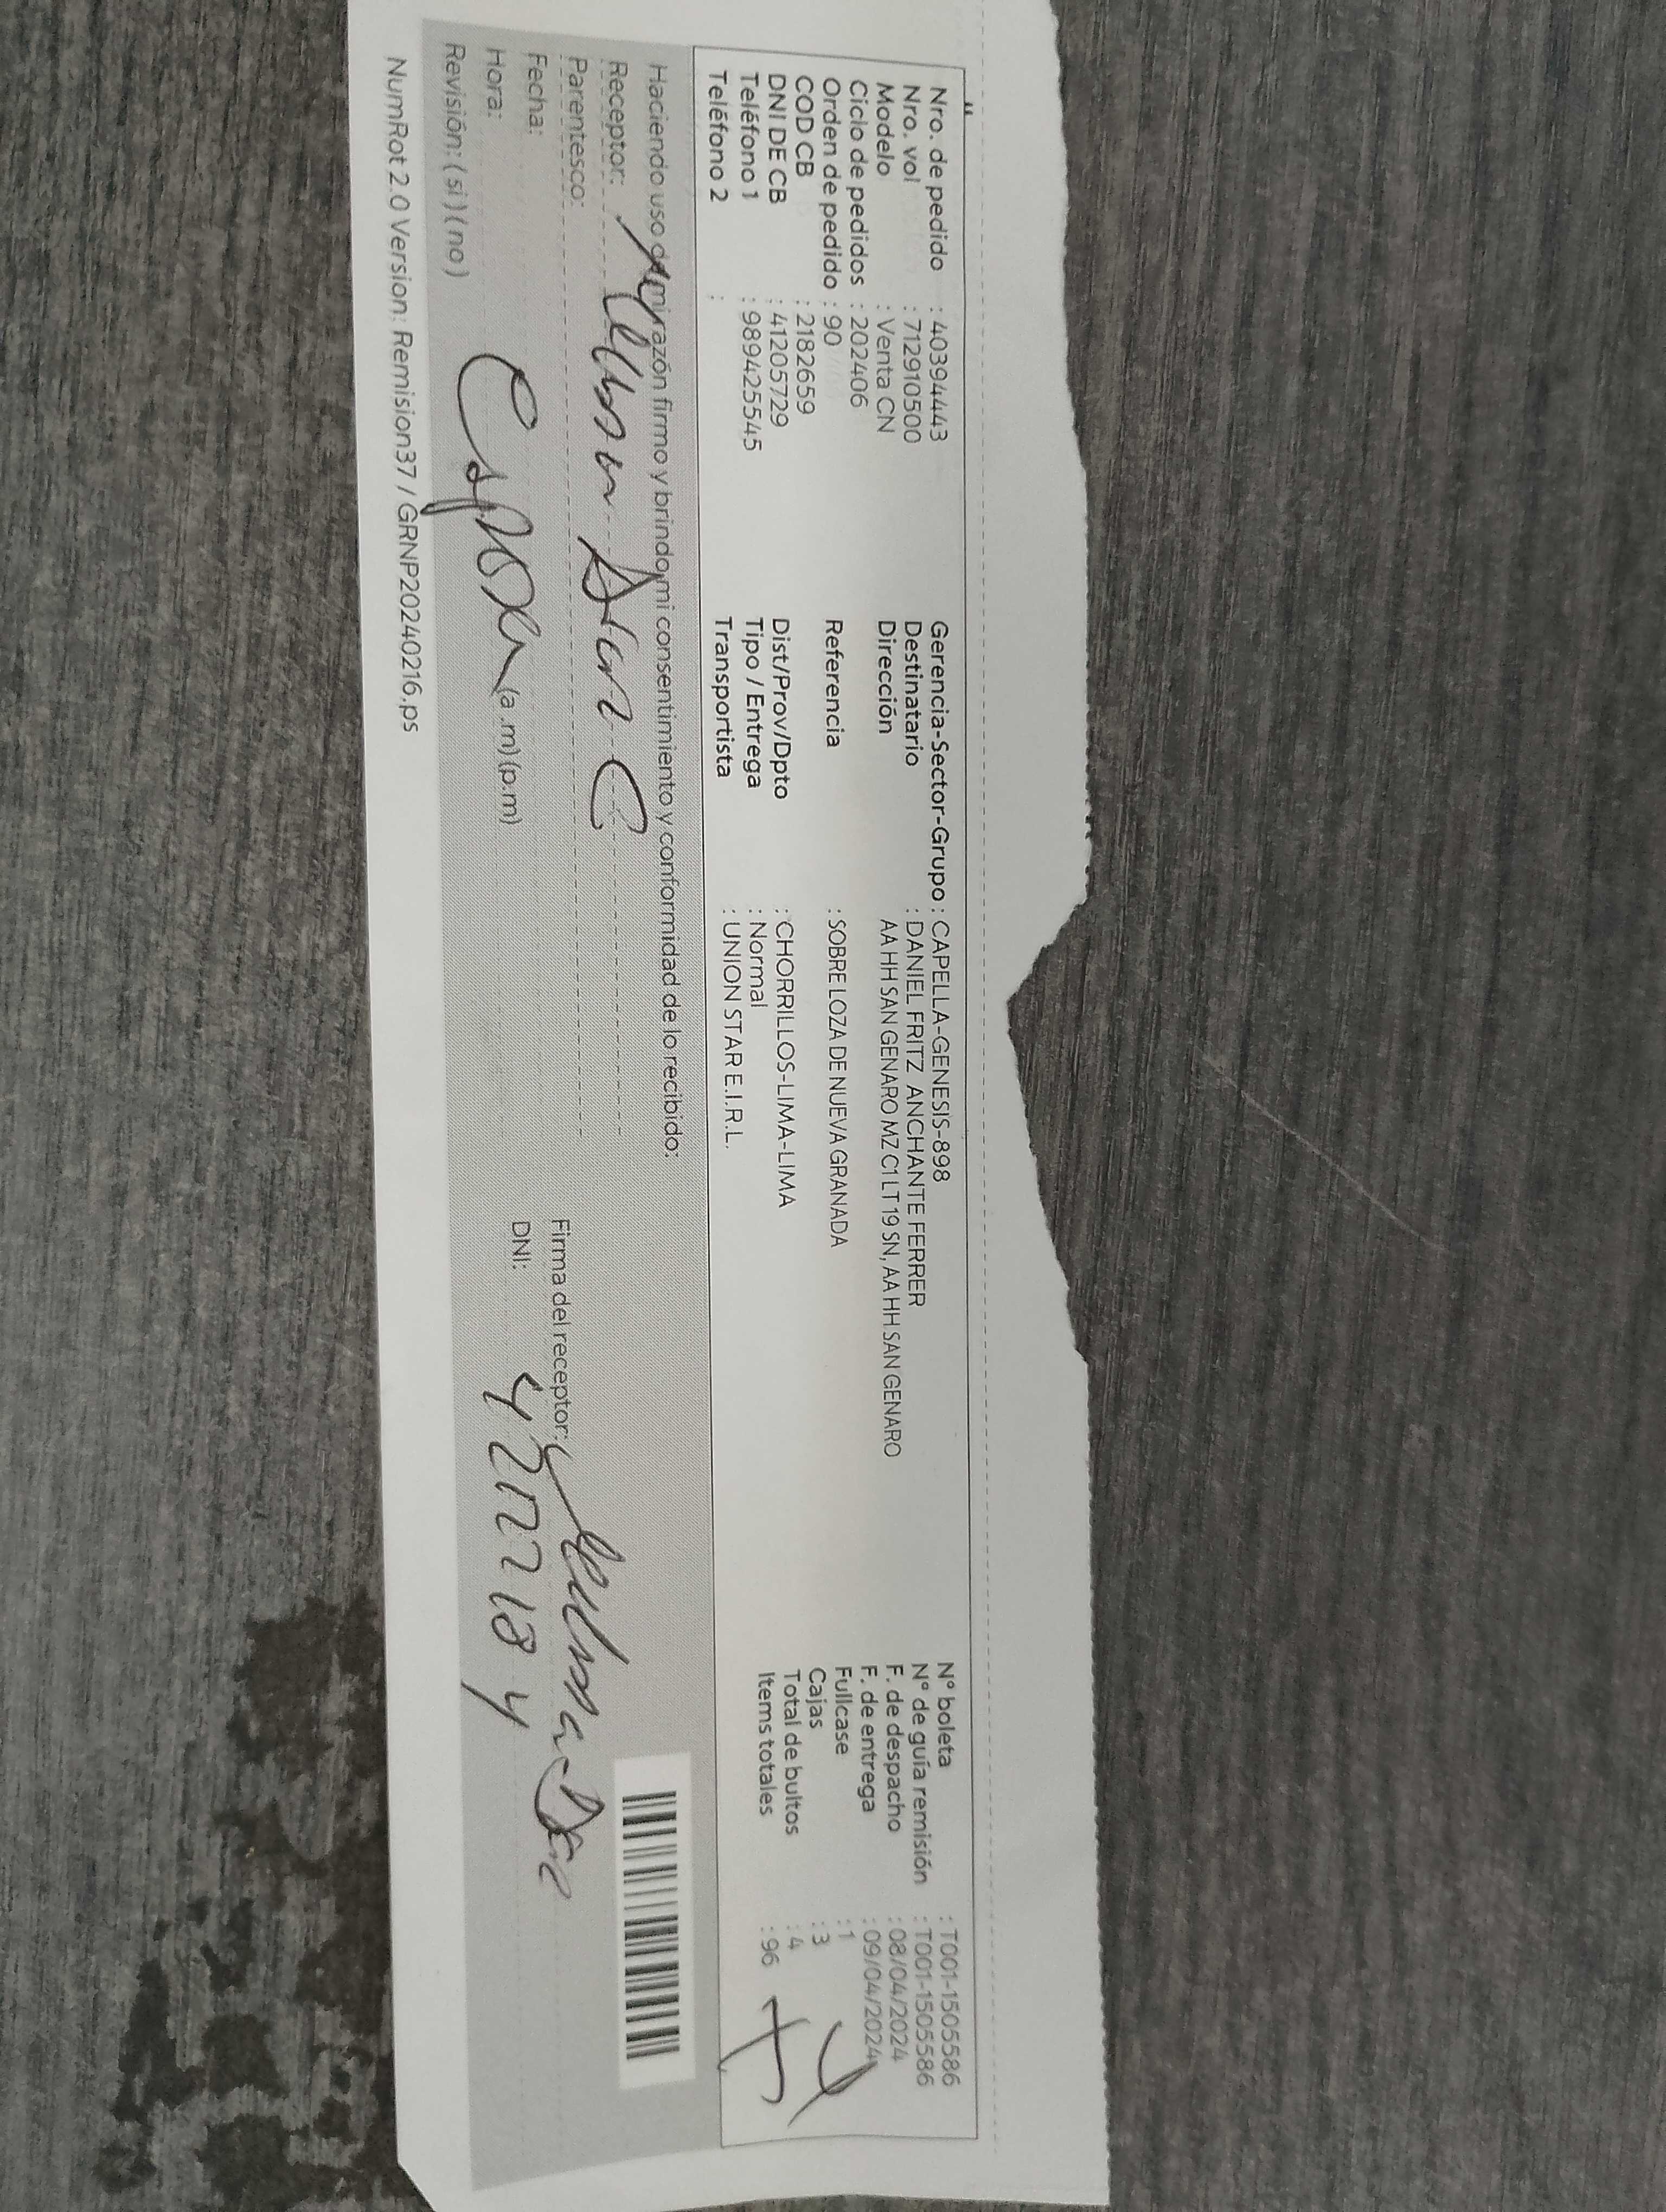 Nro. de pedido : 40394443
Nro. vol : 712910500
Modelo : Venta CN
Ciclo de pedidos : 202406
Orden de pedido : 90
COD CB : 2182659
DNI DE CB : 41205729
Teléfono 1 : 989425545
Teléfono 2 :
Gerencia-Sector-Grupo : CAPELLA-GENESIS-898
Destinatario : DANIEL FRITZ ANCHANTE FERRER
Dirección AA HH SAN GENARO MZ C1 LT 19 SN, AA HH SAN GENARO
Referencia : SOBRE LOZA DE NUEVA GRANADA
Dist/Prov/Dpto : CHORRILLOS-LIMA-LIMA
Tipo / Entrega : Normal
Transportista : UNION STAR E.I.R.L.
N° boleta : T001-1505586
N° de guía remisión : T001-1505586
F. de despacho : 08/04/2024
F. de entrega : 09/04/2024
Fullcase : 1
Cajas : 3
Total de bultos : 4
Items totales : 96
Haciendo uso de mi razón firmo y brindo mi consentimiento y conformidad de lo recibido:
Receptor:
Parentesco:
Fecha:
Hora: (a.m) (p.m)
Esposa
Revisión: ( si ) ( no )
Firma del receptor:
DNI:
NumRot 2.0 Version: Remision37 / GRNP20240216.ps